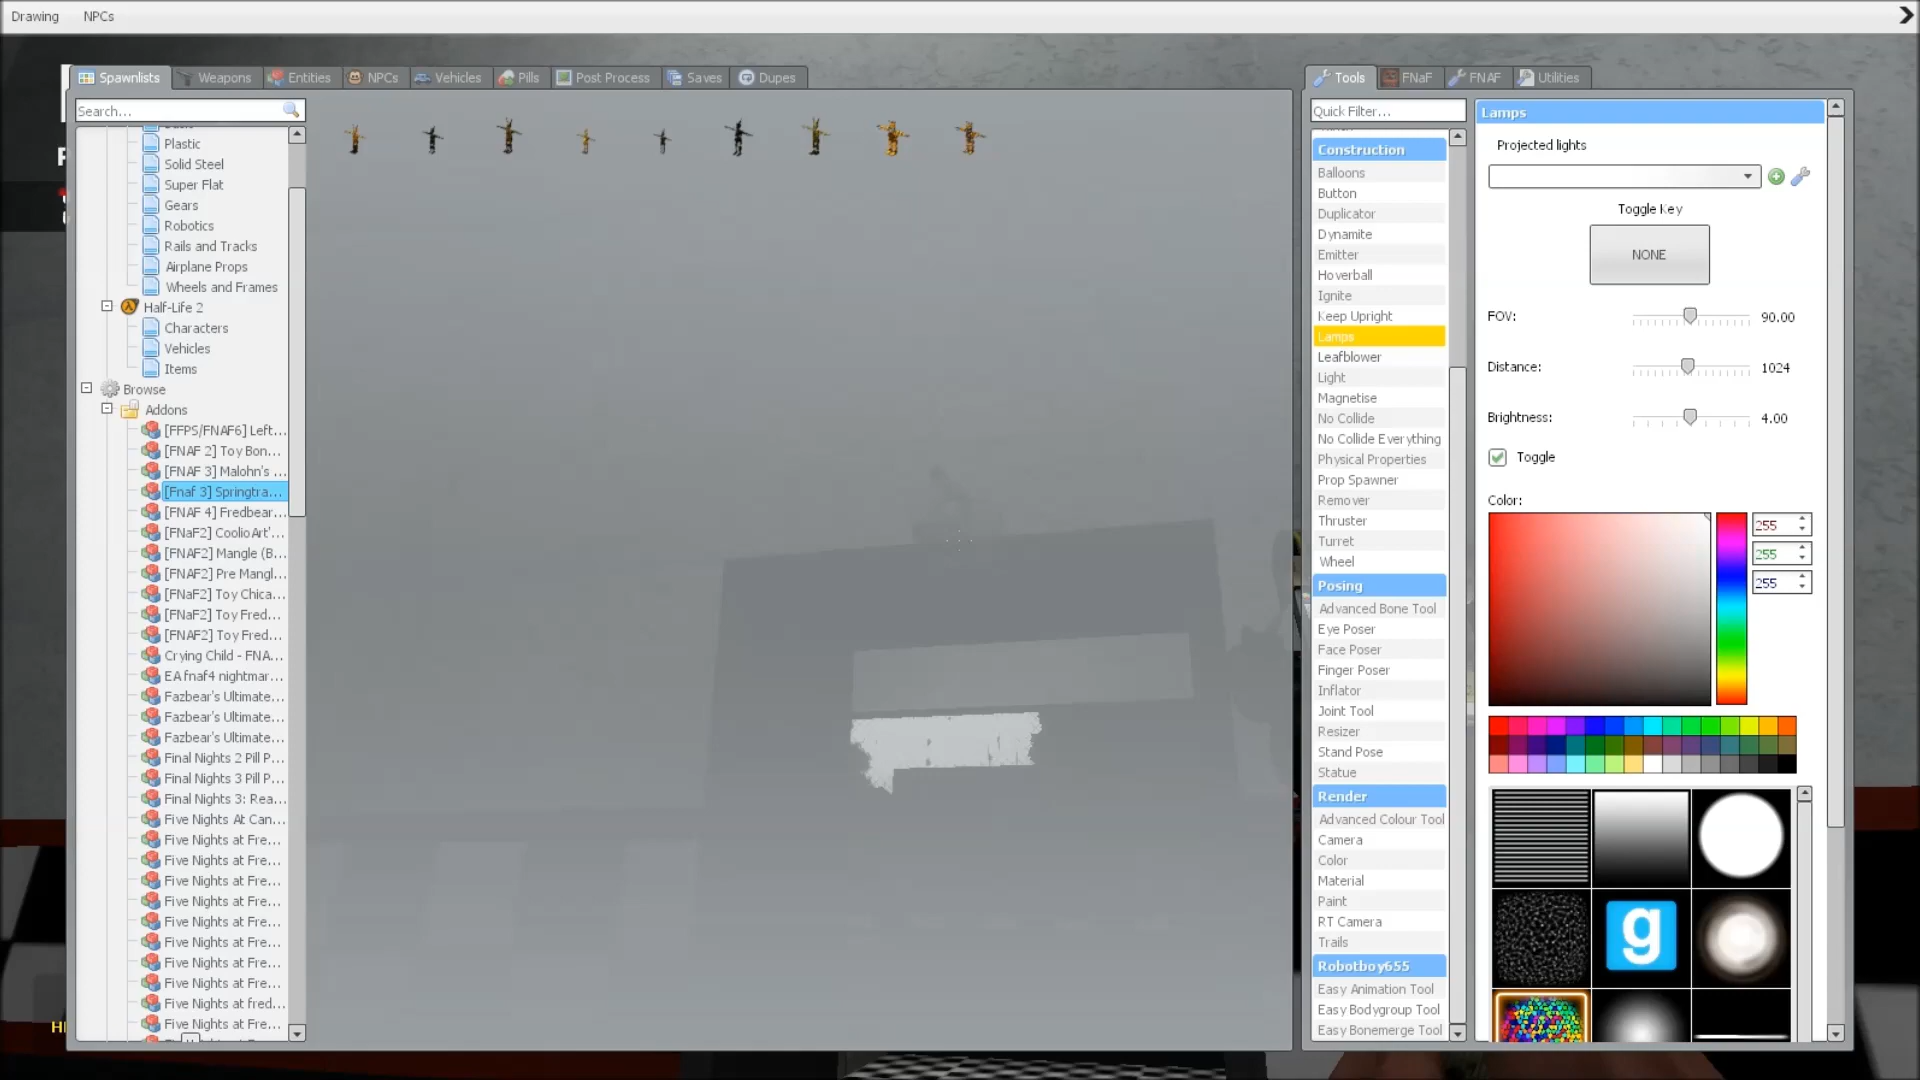 Drawing NPCs
Spawnlists Weapons Entities NPCs Vehicles Pills Post Process Saves Dupes
Search...
Plastic
Solid Steel
Super Flat
Gears
Robotics
Rails and Tracks
Airplane Props
Wheels and Frames
Half-Life 2
Characters
Vehicles
Items
Browse
Addons
[FFPS/FNAF6] Left...
[FNAF 2] Toy Bon...
[FNAF 3] Malohn's ...
[Fnaf 3] Springtra...
[FNAF 4] Fredbear...
[FNaF2] CoolioArt'...
[FNAF2] Mangle (B...
[FNAF2] Pre Mangl...
[FNaF2] Toy Chica...
[FNAF2] Toy Fred...
[FNAF2] Toy Fred...
Crying Child - FNA...
EA fnaf4 nightmar...
Fazbear's Ultimate...
Fazbear's Ultimate...
Fazbear's Ultimate...
Final Nights 2 Pill P...
Final Nights 3 Pill P...
Final Nights 3: Rea...
Five Nights At Can...
Five Nights at Fre...
Five Nights at Fre...
Five Nights at Fre...
Five Nights at Fre...
Five Nights at Fre...
Five Nights at Fre...
Five Nights at Fre...
Five Nights at Fre...
Five Nights at fred...
Five Nights at Fre...
Tools FNaF FNAF Utilities
Quick Filter...
Construction
Balloons
Button
Duplicator
Dynamite
Emitter
Hoverball
Ignite
Keep Upright
Lamps
Leafblower
Light
Magnetise
No Collide
No Collide Everything
Physical Properties
Prop Spawner
Remover
Thruster
Turret
Wheel
Posing
Advanced Bone Tool
Eye Poser
Face Poser
Finger Poser
Inflator
Joint Tool
Resizer
Stand Pose
Statue
Render
Advanced Colour Tool
Camera
Color
Material
Paint
RT Camera
Trails
Robotboy655
Easy Animation Tool
Easy Bodygroup Tool
Easy Bonemerge Tool
Lamps
Projected lights
Toggle Key
NONE
FOV: 90.00
Distance: 1024
Brightness: 4.00
Toggle
Color:
255
255
255
g